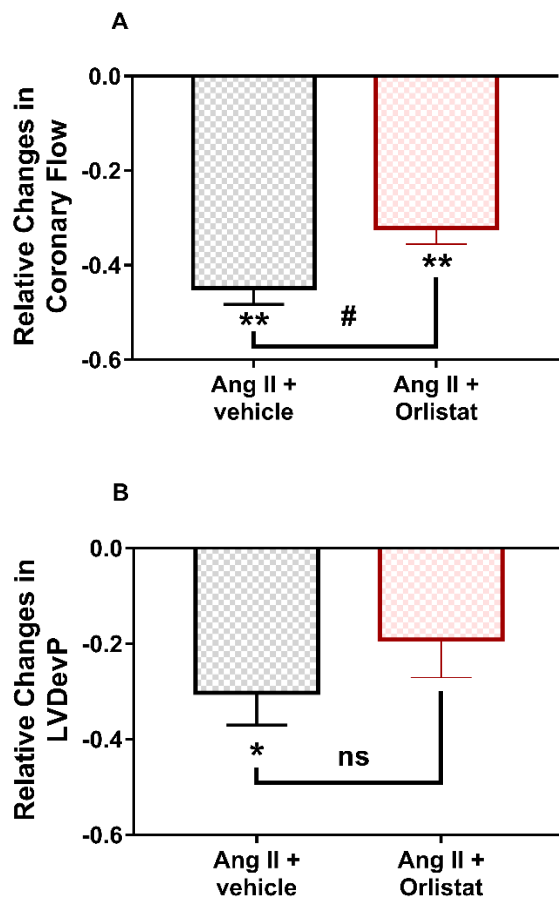 A
Relative Changes in
Coronary Flow
0.0
-0.2
-0.4
-0.6
**
**
#
Ang II +
vehicle
Ang II +
Orlistat
B
Relative Changes in
LVDevP
0.0
-0.2
-0.4
-0.6
*
ns
Ang II +
vehicle
Ang II +
Orlistat